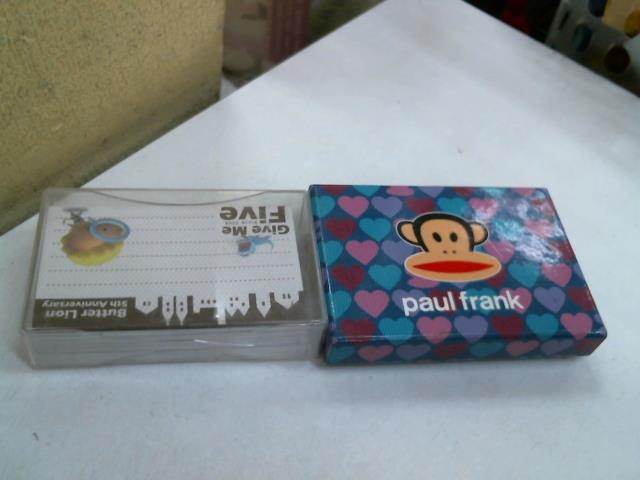 Give Me
Five
Butter Lion
5th Anniversary
paul frank